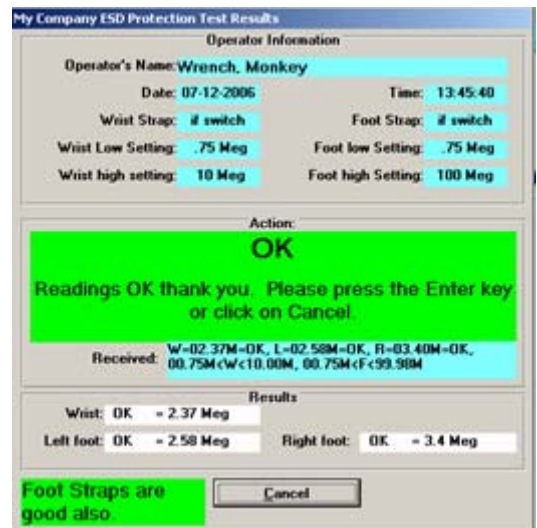 My Company ESD Protection Test Results
Operator Information
Operator's Name: Wrench, Monkey
Date: 07-12-2006 Time: 13:45:40
Wrist Strap: if switch Foot Strap: if switch
Wrist Low Setting: .75 Meg Foot low Setting: .75 Meg
Wrist high setting: 10 Meg Foot high Setting: 100 Meg
Action:
OK
Readings OK thank you. Please press the Enter key
or click on Cancel.
Received: W=02.37M=OK, L=02.58M=OK, R=03.40M=OK,
00.75M<W<10.00M, 00.75M<F<99.98M
Results
Wrist: OK = 2.37 Meg
Left foot: OK = 2.58 Meg Right foot: OK = 3.4 Meg
Foot Straps are
good also.
Cancel